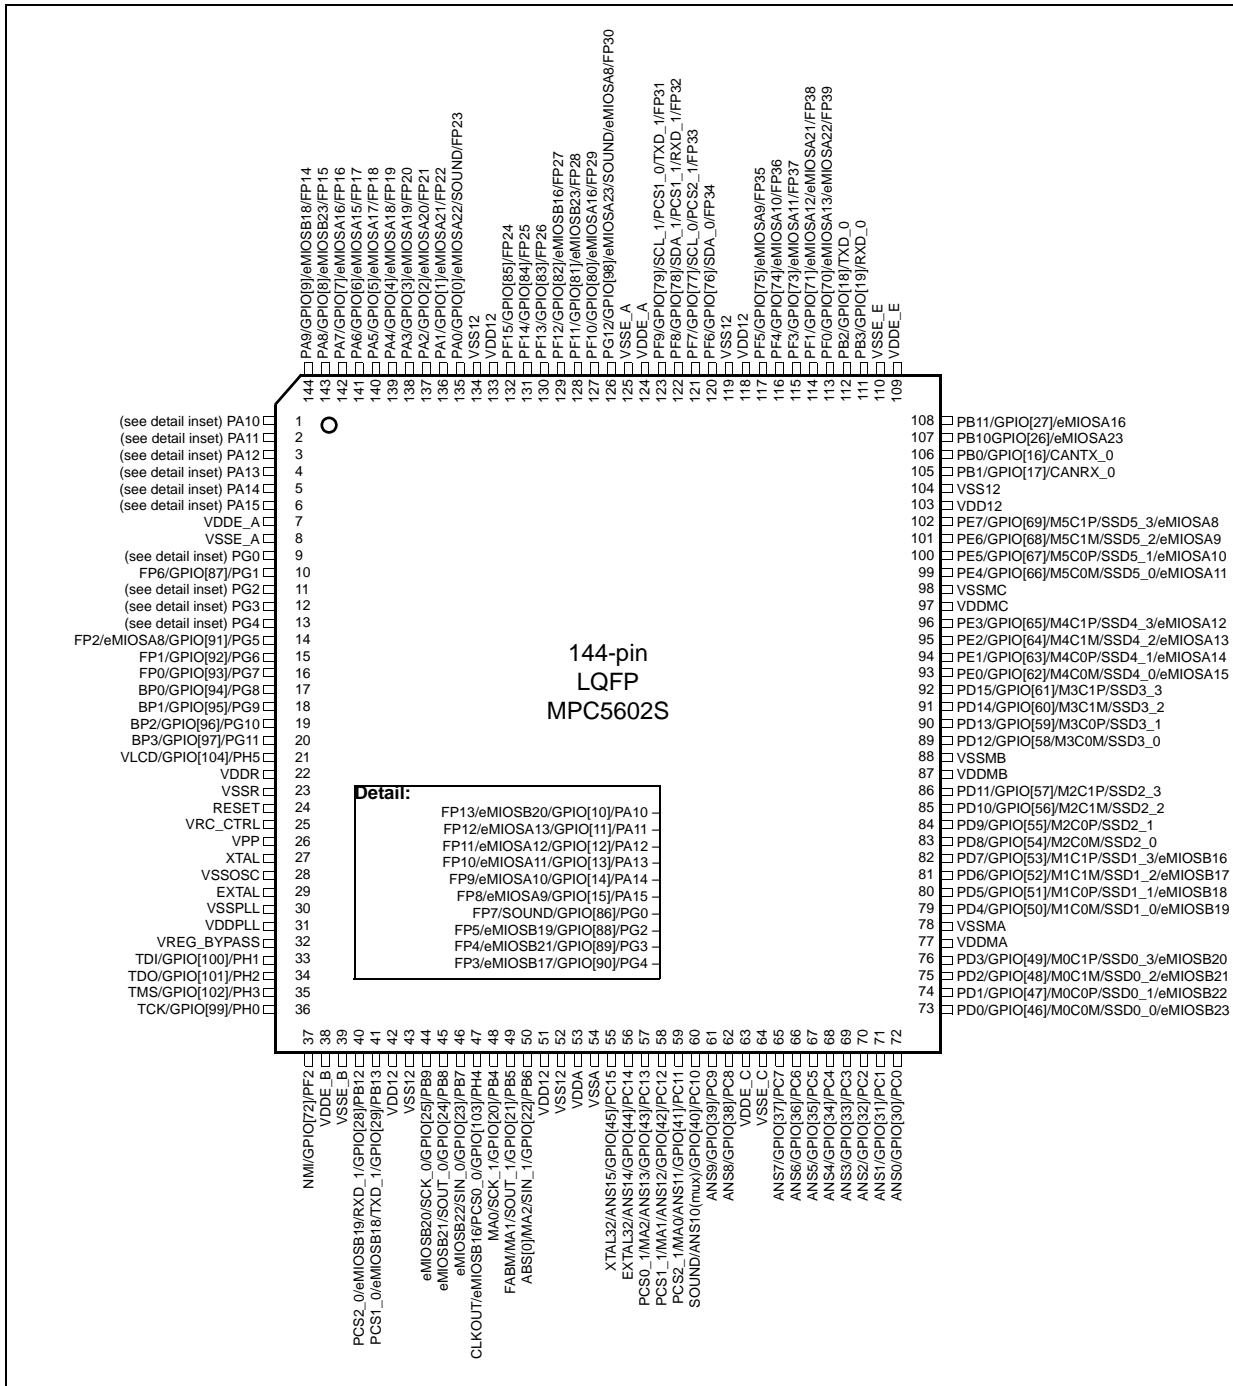 PA9/GPIO[9]/eMIOSB18/FP14
PA8/GPIO[8]/eMIOSB23/FP15
PA7/GPIO[7]/eMIOSA16/FP16
PA6/GPIO[6]/eMIOSA15/FP17
PA5/GPIO[5]/eMIOSA17/FP18
PA4/GPIO[4]/eMIOSA18/FP19
PA3/GPIO[3]/eMIOSA19/FP20
PA2/GPIO[2]/eMIOSA20/FP21
PA1/GPIO[1]/eMIOSA21/FP22
PA0/GPIO[0]/eMIOSA22/SOUND/FP23
VSS12
VDD12
PF15/GPIO[85]/FP24
PF14/GPIO[84]/FP25
PF13/GPIO[83]/FP26
PF12/GPIO[82]/eMIOSB16/FP27
PF11/GPIO[81]/eMIOSB23/FP28
PF10/GPIO[80]/eMIOSA16/FP29
PG12/GPIO[98]/eMIOSA23/SOUND/eMIOSA8/FP30
VSSE_A
VDDE_A
PF9/GPIO[79]/SCL_1/PCS1_0/TXD_1/FP31
PF8/GPIO[78]/SDA_1/PCS1_1/RXD_1/FP32
PF7/GPIO[77]/SCL_0/PCS2_1/FP33
PF6/GPIO[76]/SDA_0/FP34
VSS12
VDD12
PF5/GPIO[75]/eMIOSA9/FP35
PF4/GPIO[74]/eMIOSA10/FP36
PF3/GPIO[73]/eMIOSA11/FP37
PF1/GPIO[71]/eMIOSA12/eMIOSA21/FP38
PF0/GPIO[70]/eMIOSA13/eMIOSA22/FP39
PB2/GPIO[18]/TXD_0
PB3/GPIO[19]/RXD_0
VSSE_E
VDDE_E
144 143 142 141 140 139 138 137 136 135 134 133 132 131 130 129 128 127 126 125 124 123 122 121 120 119 118 117 116 115 114 113 112 111 110 109
(see detail inset) PA10 1
(see detail inset) PA11 2
(see detail inset) PA12 3
(see detail inset) PA13 4
(see detail inset) PA14 5
(see detail inset) PA15 6
VDDE_A 7
VSSE_A 8
(see detail inset) PG0 9
FP6/GPIO[87]/PG1 10
(see detail inset) PG2 11
(see detail inset) PG3 12
(see detail inset) PG4 13
FP2/eMIOSA8/GPIO[91]/PG5 14
FP1/GPIO[92]/PG6 15
FP0/GPIO[93]/PG7 16
BP0/GPIO[94]/PG8 17
BP1/GPIO[95]/PG9 18
BP2/GPIO[96]/PG10 19
BP3/GPIO[97]/PG11 20
VLCD/GPIO[104]/PH5 21
VDDR 22
VSSR 23
RESET 24
VRC_CTRL 25
VPP 26
XTAL 27
VSSOSC 28
EXTAL 29
VSSPLL 30
VDDPLL 31
VREG_BYPASS 32
TDI/GPIO[100]/PH1 33
TDO/GPIO[101]/PH2 34
TMS/GPIO[102]/PH3 35
TCK/GPIO[99]/PH0 36
144-pin
LQFP
MPC5602S
Detail:
FP13/eMIOSB20/GPIO[10]/PA10
FP12/eMIOSA13/GPIO[11]/PA11
FP11/eMIOSA12/GPIO[12]/PA12
FP10/eMIOSA11/GPIO[13]/PA13
FP9/eMIOSA10/GPIO[14]/PA14
FP8/eMIOSA9/GPIO[15]/PA15
FP7/SOUND/GPIO[86]/PG0
FP5/eMIOSB19/GPIO[88]/PG2
FP4/eMIOSB21/GPIO[89]/PG3
FP3/eMIOSB17/GPIO[90]/PG4
108 PB11/GPIO[27]/eMIOSA16
107 PB10GPIO[26]/eMIOSA23
106 PB0/GPIO[16]/CANTX_0
105 PB1/GPIO[17]/CANRX_0
104 VSS12
103 VDD12
102 PE7/GPIO[69]/M5C1P/SSD5_3/eMIOSA8
101 PE6/GPIO[68]/M5C1M/SSD5_2/eMIOSA9
100 PE5/GPIO[67]/M5C0P/SSD5_1/eMIOSA10
99 PE4/GPIO[66]/M5C0M/SSD5_0/eMIOSA11
98 VSSMC
97 VDDMC
96 PE3/GPIO[65]/M4C1P/SSD4_3/eMIOSA12
95 PE2/GPIO[64]/M4C1M/SSD4_2/eMIOSA13
94 PE1/GPIO[63]/M4C0P/SSD4_1/eMIOSA14
93 PE0/GPIO[62]/M4C0M/SSD4_0/eMIOSA15
92 PD15/GPIO[61]/M3C1P/SSD3_3
91 PD14/GPIO[60]/M3C1M/SSD3_2
90 PD13/GPIO[59]/M3C0P/SSD3_1
89 PD12/GPIO[58/M3C0M/SSD3_0
88 VSSMB
87 VDDMB
86 PD11/GPIO[57]/M2C1P/SSD2_3
85 PD10/GPIO[56]/M2C1M/SSD2_2
84 PD9/GPIO[55]/M2C0P/SSD2_1
83 PD8/GPIO[54]/M2C0M/SSD2_0
82 PD7/GPIO[53]/M1C1P/SSD1_3/eMIOSB16
81 PD6/GPIO[52]/M1C1M/SSD1_2/eMIOSB17
80 PD5/GPIO[51]/M1C0P/SSD1_1/eMIOSB18
79 PD4/GPIO[50]/M1C0M/SSD1_0/eMIOSB19
78 VSSMA
77 VDDMA
76 PD3/GPIO[49]/M0C1P/SSD0_3/eMIOSB20
75 PD2/GPIO[48]/M0C1M/SSD0_2/eMIOSB21
74 PD1/GPIO[47]/M0C0P/SSD0_1/eMIOSB22
73 PD0/GPIO[46]/M0C0M/SSD0_0/eMIOSB23
37 38 39 40 41 42 43 44 45 46 47 48 49 50 51 52 53 54 55 56 57 58 59 60 61 62 63 64 65 66 67 68 69 70 71 72
NMI/GPIO[72]/PF2
VDDE_B
VSSE_B
PCS2_0/eMIOSB19/RXD_1/GPIO[28]/PB12
PCS1_0/eMIOSB18/TXD_1/GPIO[29]/PB13
VDD12
VSS12
eMIOSB20/SCK_0/GPIO[25]/PB9
eMIOSB21/SOUT_0/GPIO[24]/PB8
eMIOSB22/SIN_0/GPIO[23]/PB7
CLKOUT/eMIOSB16/PCS0_0/GPIO[103]/PH4
MA0/SCK_1/GPIO[20]/PB4
FABM/MA1/SOUT_1/GPIO[21]/PB5
ABS[0]/MA2/SIN_1/GPIO[22]/PB6
VDD12
VSS12
VDDA
VSSA
XTAL32/ANS15/GPIO[45]/PC15
EXTAL32/ANS14/GPIO[44]/PC14
PCS0_1/MA2/ANS13/GPIO[43]/PC13
PCS1_1/MA1/ANS12/GPIO[42]/PC12
PCS2_1/MA0/ANS11/GPIO[41]/PC11
SOUND/ANS10(mux)/GPIO[40]/PC10
ANS9/GPIO[39]/PC9
ANS8/GPIO[38]/PC8
VDDE_C
VSSE_C
ANS7/GPIO[37]/PC7
ANS6/GPIO[36]/PC6
ANS5/GPIO[35]/PC5
ANS4/GPIO[34]/PC4
ANS3/GPIO[33]/PC3
ANS2/GPIO[32]/PC2
ANS1/GPIO[31]/PC1
ANS0/GPIO[30]/PC0